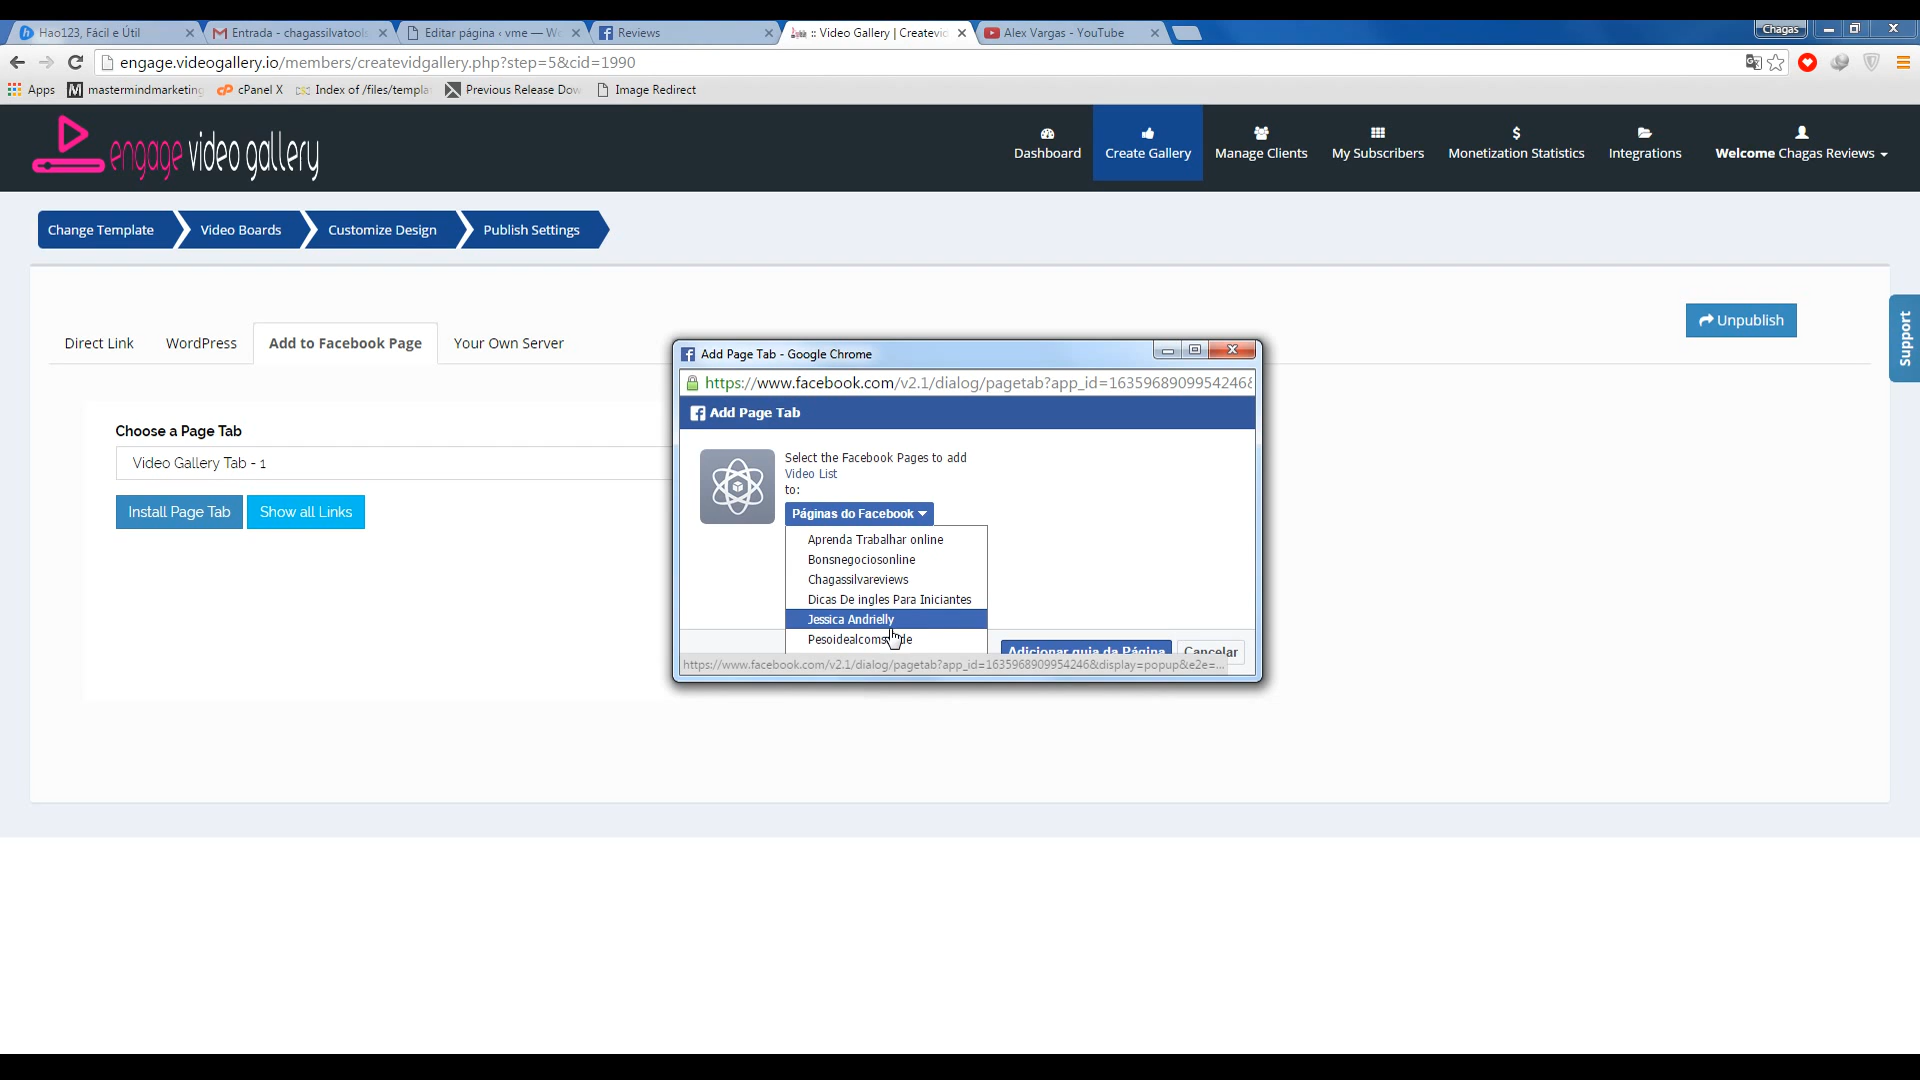 Hao123, Fácil e Útil
Entrada - chagassilvatools
Editar página ‹ vme — Wo
Reviews
:: Video Gallery | Createvid
Alex Vargas - YouTube
Chagas
engage.videogallery.io/members/createvidgallery.php?step=5&cid=1990
Apps
mastermindmarketing
cPanel X
Index of /files/templa
Previous Release Dow
Image Redirect
engage video gallery
Dashboard
Create Gallery
Manage Clients
My Subscribers
Monetization Statistics
Integrations
Welcome Chagas Reviews
Change Template
Video Boards
Customize Design
Publish Settings
Unpublish
Support
Direct Link
WordPress
Add to Facebook Page
Your Own Server
Choose a Page Tab
Video Gallery Tab - 1
Install Page Tab
Show all Links
Add Page Tab - Google Chrome
https://www.facebook.com/v2.1/dialog/pagetab?app_id=1635968909954246&
Add Page Tab
Select the Facebook Pages to add
Video List
to:
Páginas do Facebook
Aprenda Trabalhar online
Bonsnegociosonline
Chagassilvareviews
Dicas De ingles Para Iniciantes
Jessica Andrielly
Adicionar guia da Página
Cancelar
https://www.facebook.com/v2.1/dialog/pagetab?app_id=1635968909954246&display=popup&e2e=...